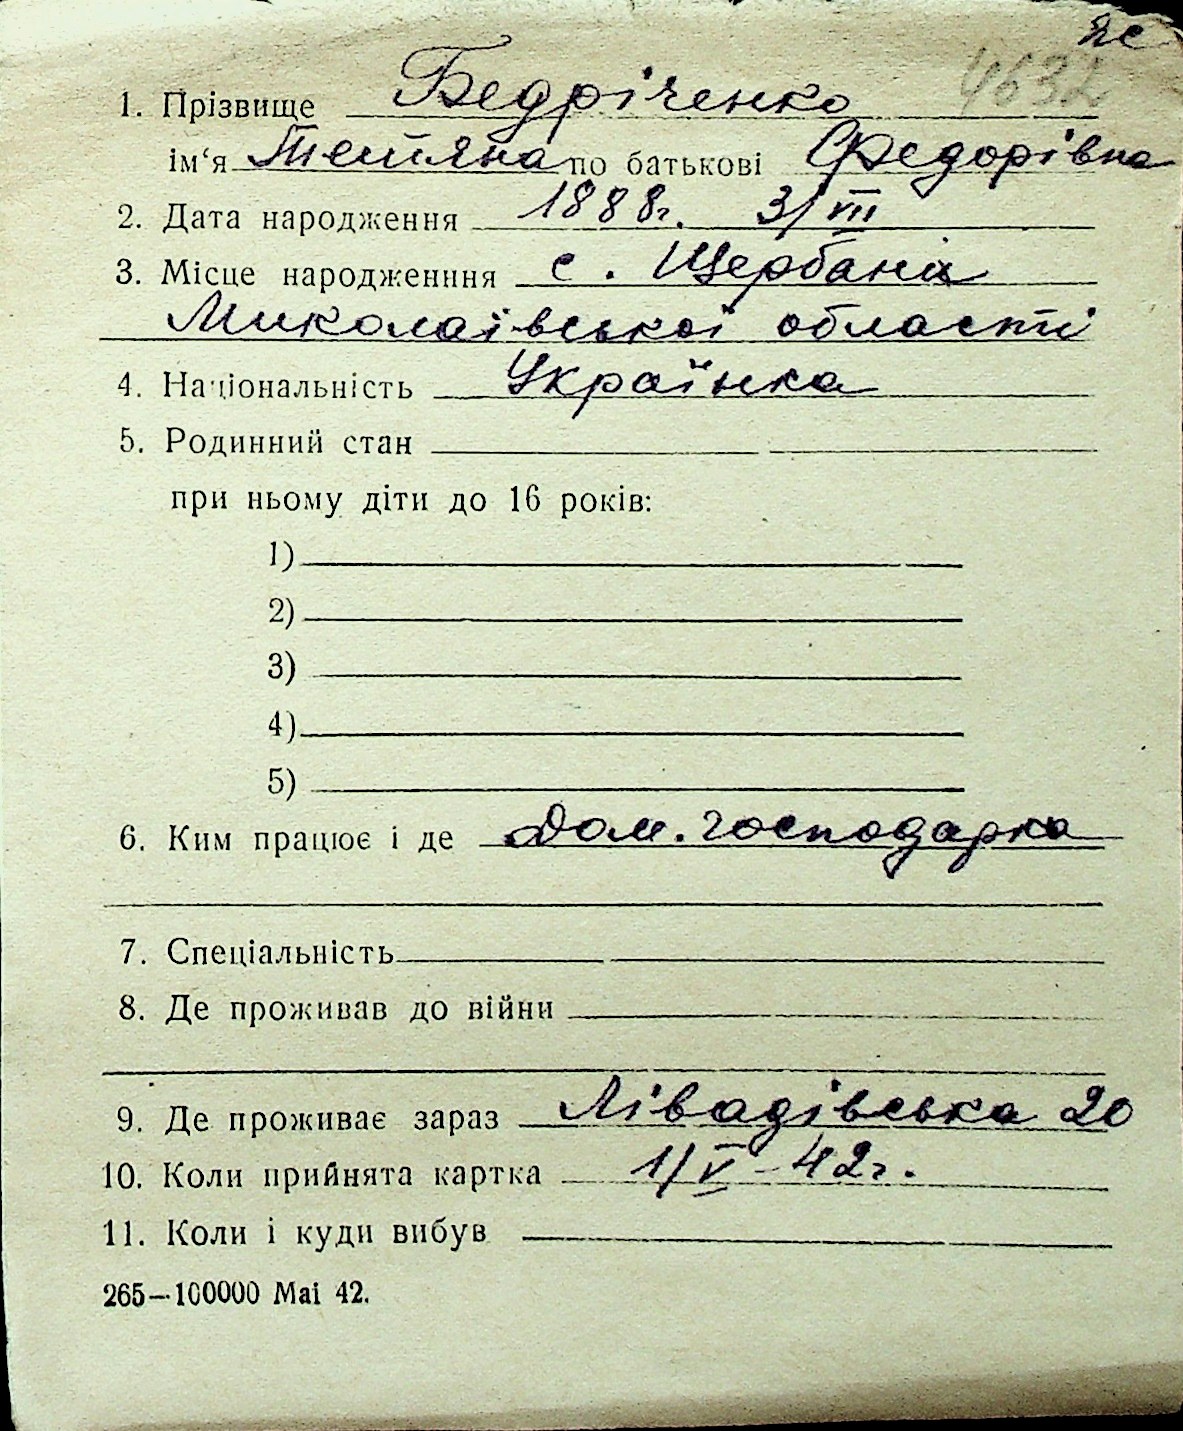 4632
1. Прізвище Бедріченко
ім‘я Тетяна по батькові Федорівна
2. Дата народження 1888г. 3/VII
3. Місце народженння с. Щербани
Миколаївської області
4. Національність Українка
5. Родинний стан
при ньому діти до 16 років:
1)
2)
3)
4)
5)
6. Ким працює і де Дом. господарка
7. Спеціальність
8. Де проживав до війни
9. Де проживає зараз Лівадівська 20
10. Коли прийнята картка 1/V-42г.
11. Коли і куди вибув
265—100000 Mai 42.